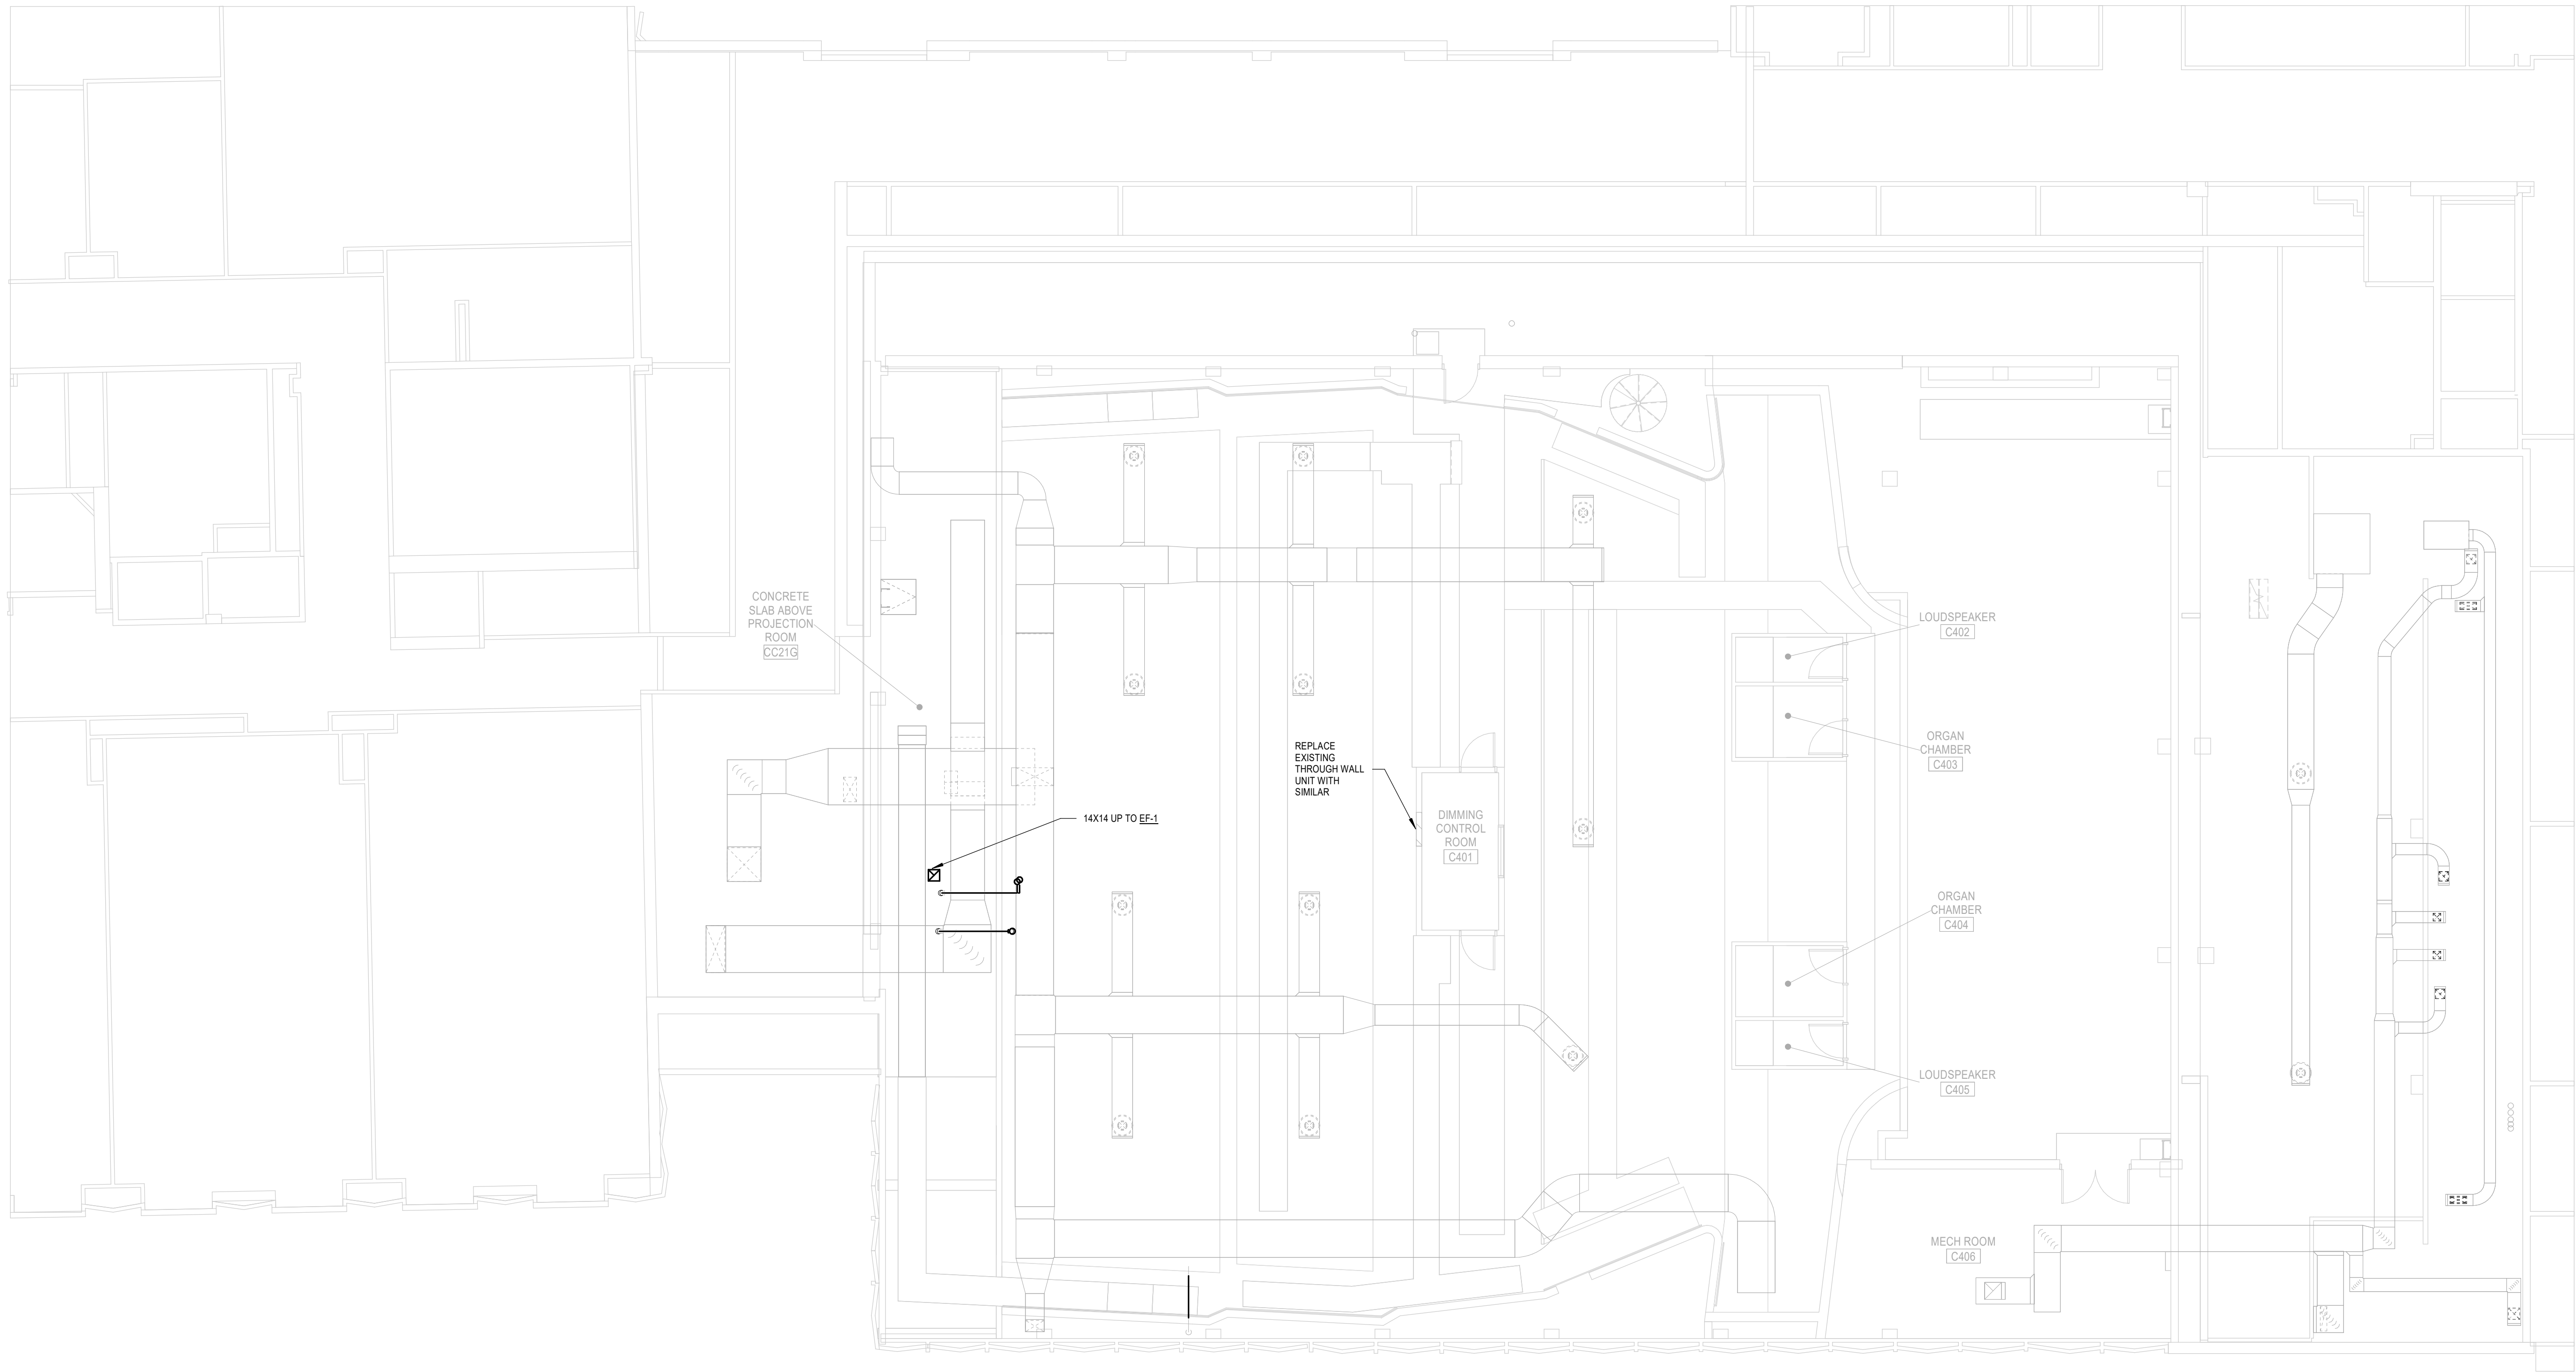 CONCRETE
SLAB ABOVE
PROJECTION
ROOM
CC21G
LOUDSPEAKER
C402
ORGAN
CHAMBER
C403
REPLACE
EXISTING
THROUGH WALL
UNIT WITH
SIMILAR
14X14 UP TO EF-1
DIMMING
CONTROL
ROOM
C401
ORGAN
CHAMBER
C404
LOUDSPEAKER
C405
MECH ROOM
C406